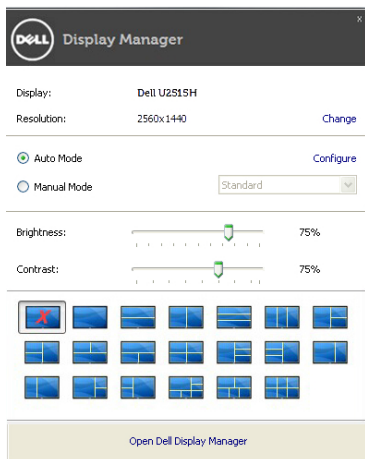 x
DELL Display Manager
Display: Dell U2515H
Resolution: 2560x1440 Change
Auto Mode Configure
Manual Mode Standard
Brightness: 75%
Contrast: 75%
Open Dell Display Manager